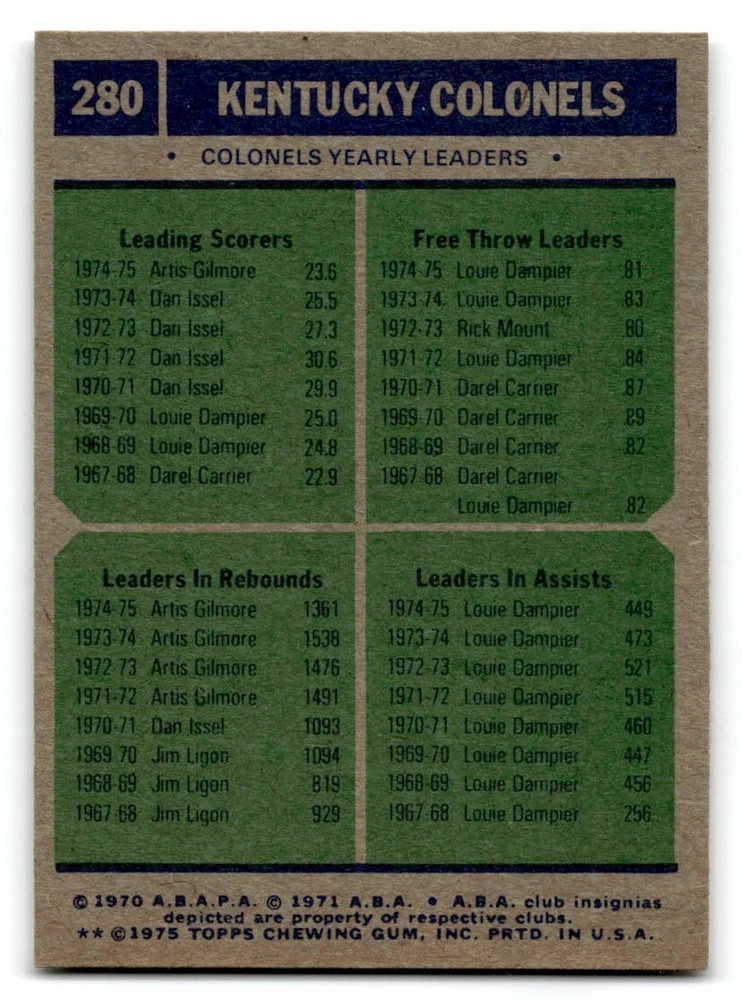 280 KENTUCKY COLONELS
• COLONELS YEARLY LEADERS •
Leading Scorers
1974-75 Artis Gilmore 23.6
1973-74 Dan Issel 25.5
1972-73 Dan Issel 27.3
1971-72 Dan Issel 30.6
1970-71 Dan Issel 29.9
1969-70 Louie Dampier 25.0
1968-69 Louie Dampier 24.8
1967-68 Darel Carrier 22.9
Free Throw Leaders
1974-75 Louie Dampier .81
1973-74 Louie Dampier .83
1972-73 Rick Mount .80
1971-72 Louie Dampier .84
1970-71 Darel Carrier .87
1969-70 Darel Carrier .89
1968-69 Darel Carrier .82
1967-68 Darel Carrier-
Louie Dampier .82
Leaders In Rebounds
1974-75 Artis Gilmore 1361
1973-74 Artis Gilmore 1538
1972-73 Artis Gilmore 1476
1971-72 Artis Gilmore 1491
1970-71 Dan Issel 1093
1969-70 Jim Ligon 1094
1968-69 Jim Ligon 819
1967-68 Jim Ligon 929
Leaders In Assists
1974-75 Louie Dampier 449
1973-74 Louie Dampier 473
1972-73 Louie Dampier 521
1971-72 Louie Dampier 515
1970-71 Louie Dampier 460
1969-70 Louie Dampier 447
1968-69 Louie Dampier 456
1967-68 Louie Dampier 256
© 1970 A.B.A.P.A. © 1971 A.B.A. • A.B.A. club insignias
depicted are property of respective clubs.
** ©1975 TOPPS CHEWING GUM, INC. PRTD. IN U.S.A.